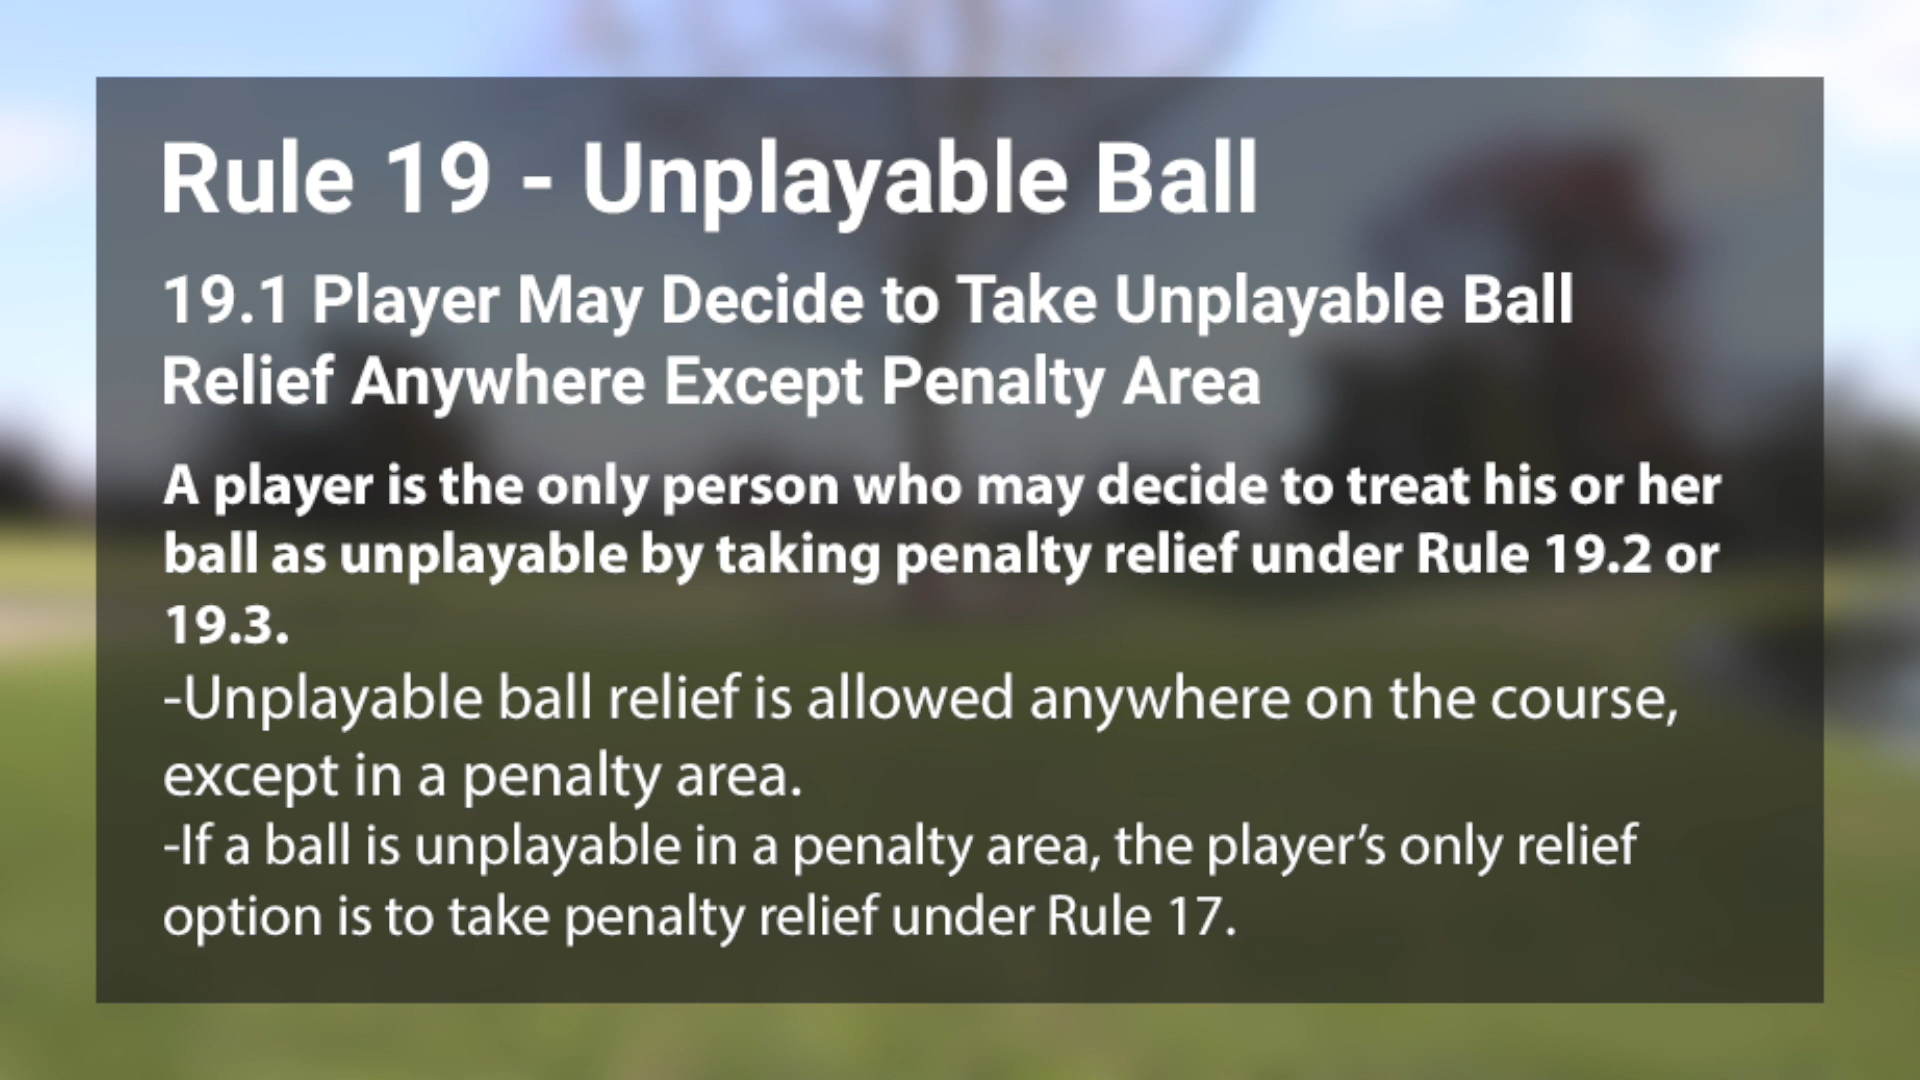 Rule 19 - Unplayable Ball
19.1 Player May Decide to Take Unplayable Ball
Relief Anywhere Except Penalty Area
A player is the only person who may decide to treat his or her
ball as unplayable by taking penalty relief under Rule 19.2 or
19.3.
-Unplayable ball relief is allowed anywhere on the course,
except in a penalty area.
-If a ball is unplayable in a penalty area, the player’s only relief
option is to take penalty relief under Rule 17.